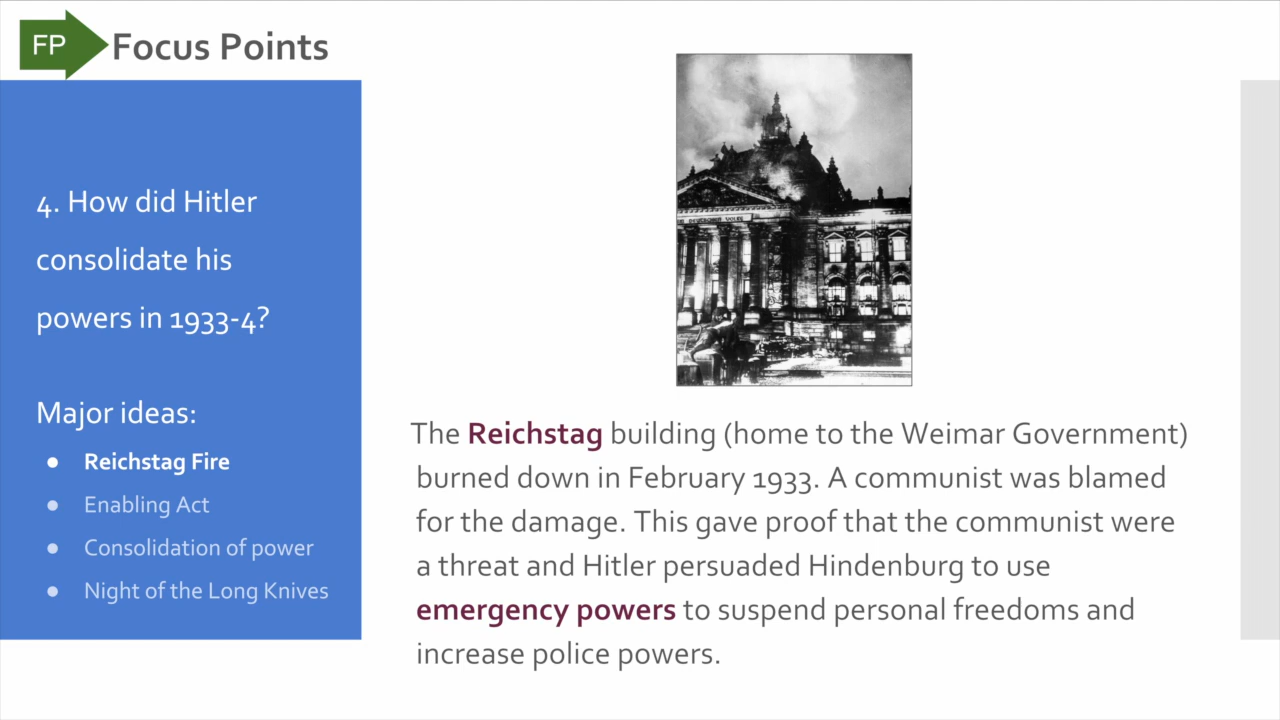 FP
Focus Points
4. How did Hitler
consolidate his
powers in 1933-4?
Major ideas:
● Reichstag Fire
● Enabling Act
● Consolidation of power
● Night of the Long Knives
The Reichstag building (home to the Weimar Government)
burned down in February 1933. A communist was blamed
for the damage. This gave proof that the communist were
a threat and Hitler persuaded Hindenburg to use
emergency powers to suspend personal freedoms and
increase police powers.